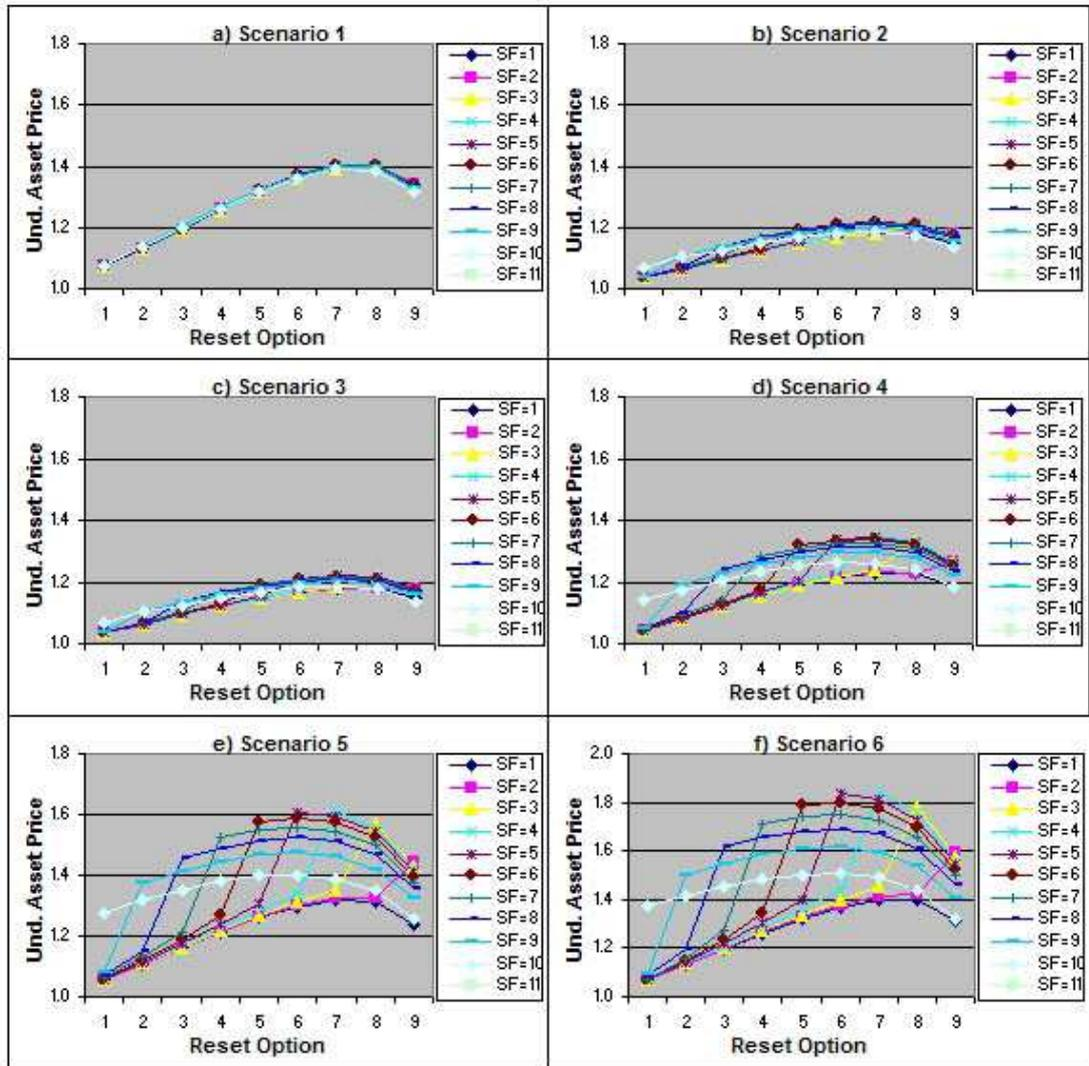 a) Scenario 1
Und. Asset Price
1.8
1.6
1.4
1.2
1.0
1 2 3 4 5 6 7 8 9
Reset Option
SF=1
SF=2
SF=3
SF=4
SF=5
SF=6
SF=7
SF=8
SF=9
SF=10
SF=11
b) Scenario 2
Und. Asset Price
1.8
1.6
1.4
1.2
1.0
1 2 3 4 5 6 7 8 9
Reset Option
SF=1
SF=2
SF=3
SF=4
SF=5
SF=6
SF=7
SF=8
SF=9
SF=10
SF=11
c) Scenario 3
Und. Asset Price
1.8
1.6
1.4
1.2
1.0
1 2 3 4 5 6 7 8 9
Reset Option
SF=1
SF=2
SF=3
SF=4
SF=5
SF=6
SF=7
SF=8
SF=9
SF=10
SF=11
d) Scenario 4
Und. Asset Price
1.8
1.6
1.4
1.2
1.0
1 2 3 4 5 6 7 8 9
Reset Option
SF=1
SF=2
SF=3
SF=4
SF=5
SF=6
SF=7
SF=8
SF=9
SF=10
SF=11
e) Scenario 5
Und. Asset Price
1.8
1.6
1.4
1.2
1.0
1 2 3 4 5 6 7 8 9
Reset Option
SF=1
SF=2
SF=3
SF=4
SF=5
SF=6
SF=7
SF=8
SF=9
SF=10
SF=11
f) Scenario 6
Und. Asset Price
2.0
1.8
1.6
1.4
1.2
1.0
1 2 3 4 5 6 7 8 9
Reset Option
SF=1
SF=2
SF=3
SF=4
SF=5
SF=6
SF=7
SF=8
SF=9
SF=10
SF=11